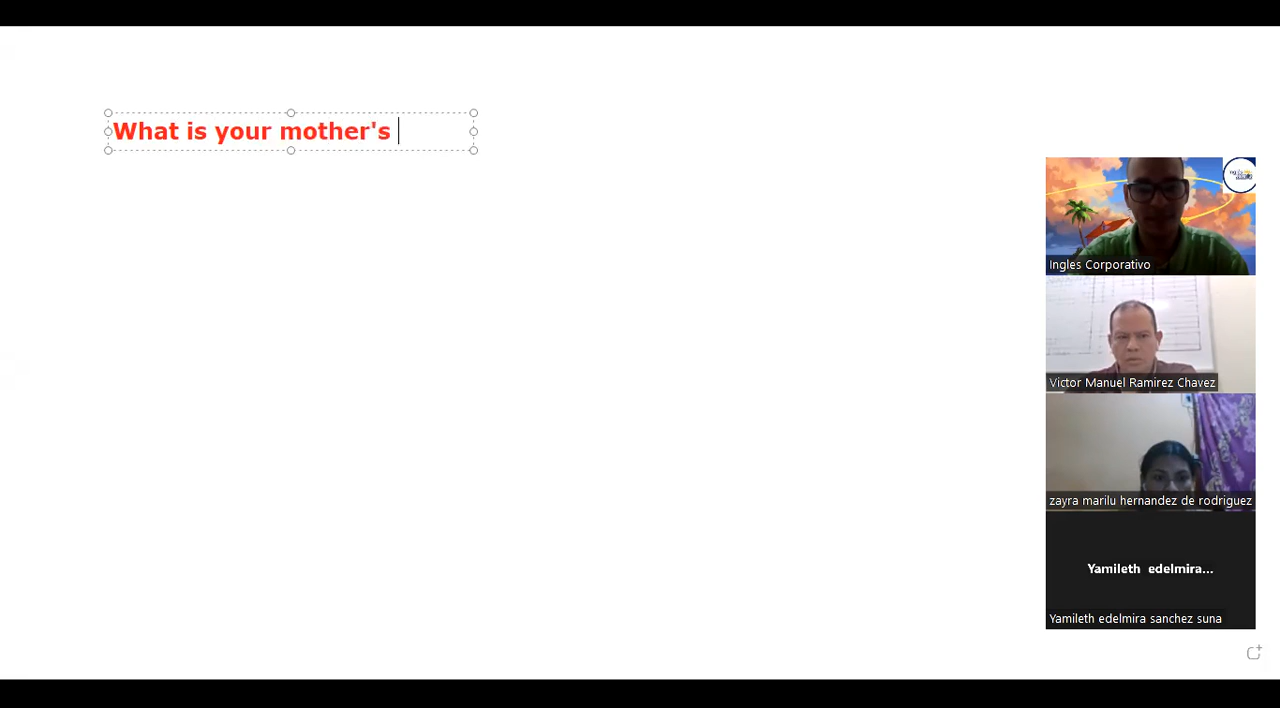 What is your mother's
Ingles Corporativo
Victor Manuel Ramirez Chavez
zayra marilu hernandez de rodriguez
Yamileth edelmira...
Yamileth edelmira sanchez suna